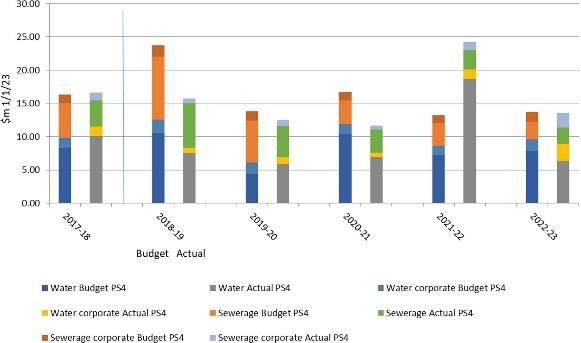 30.00
25.00
20.00
15.00
10.00
5.00
0.00
$m 1/1/23
2017-18
2018-19
2019-20
2020-21
2021-22
2022-23
Budget Actual
Water Budget PS4
Water Actual PS4
Water corporate Budget PS4
Water corporate Actual PS4
Sewerage Budget PS4
Sewerage Actual PS4
Sewerage corporate Budget PS4
Sewerage corporate Actual PS4